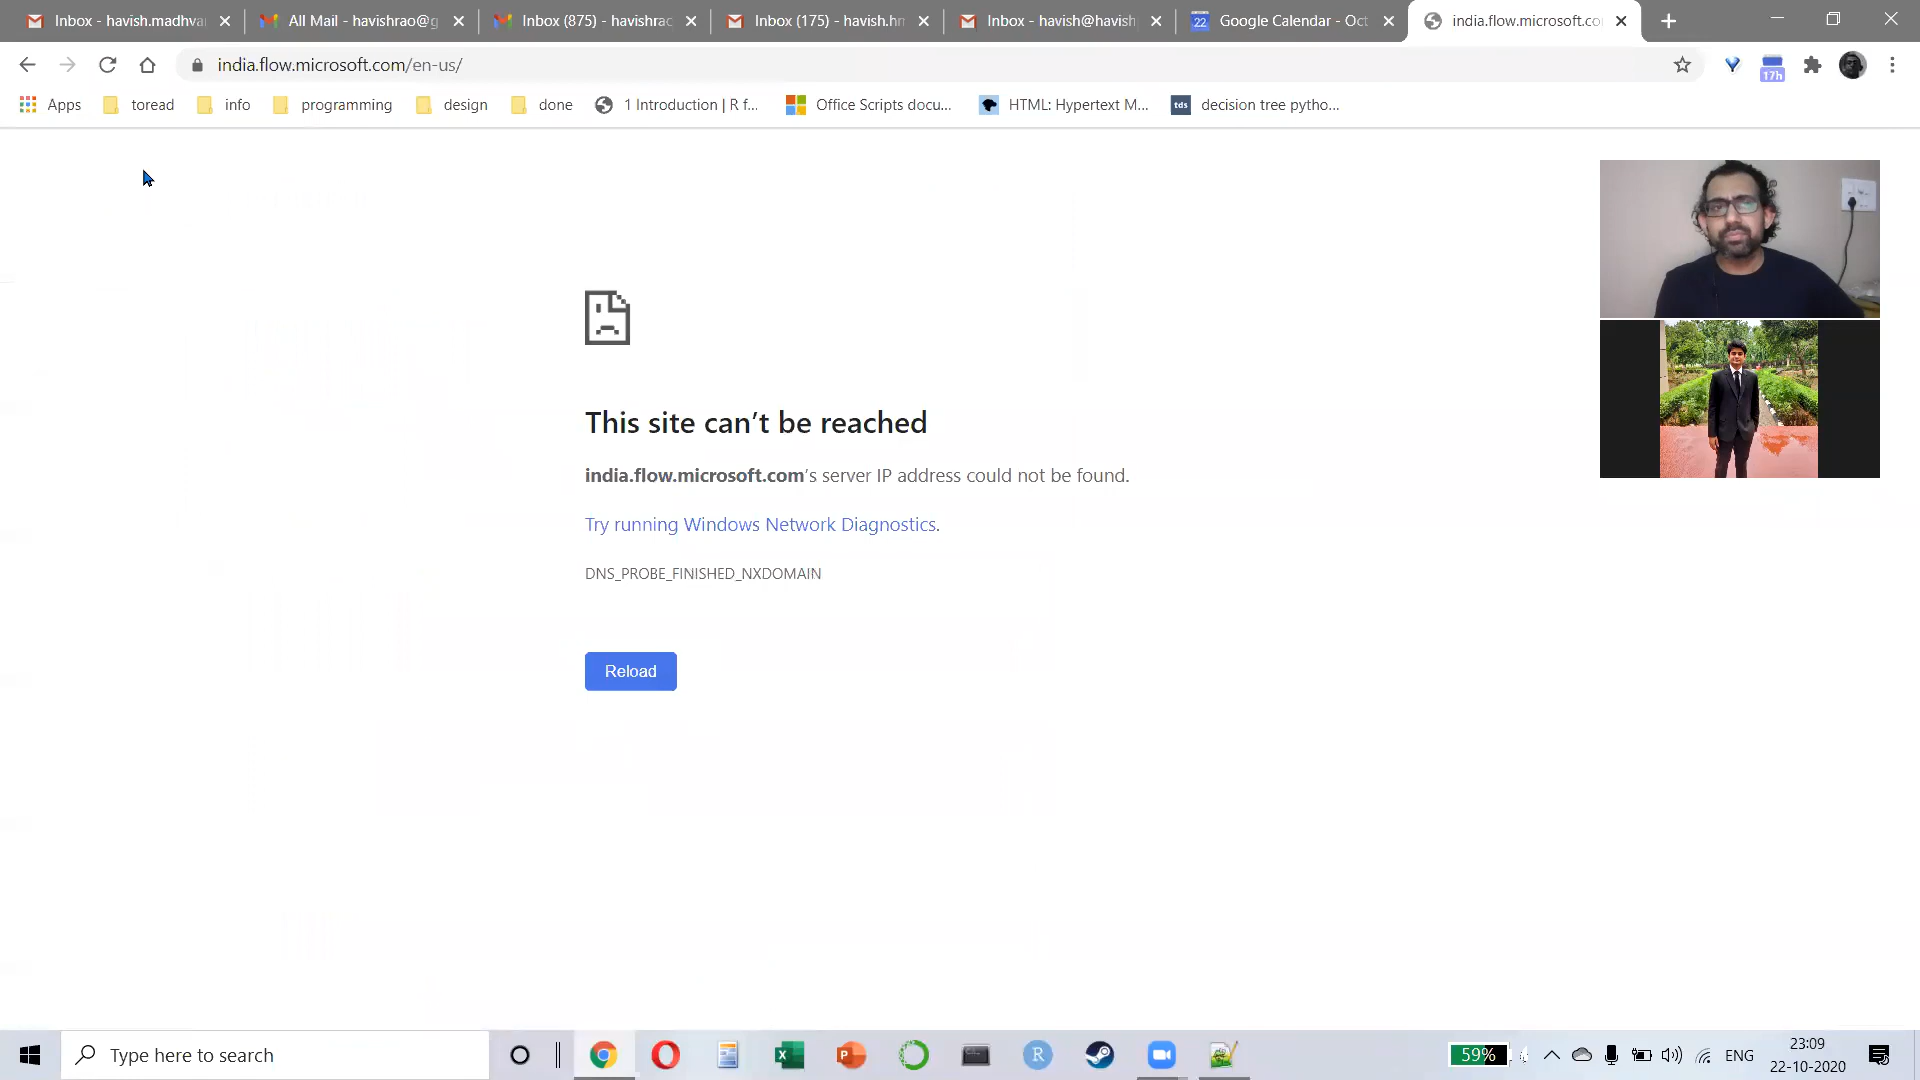 Inbox - havish.madhva
All Mail - havishrao@g
Inbox (875) - havishrac
Inbox (175) - havish.hr
Inbox - havish@havish
22
Google Calendar - Oct
india.flow.microsoft.co
india.flow.microsoft.com/en-us/
17h
Apps
toread
info
programming
design
done
1 Introduction | R f...
Office Scripts docu...
HTML: Hypertext M...
tds
decision tree pytho...
This site can’t be reached
india.flow.microsoft.com’s server IP address could not be found.
Try running Windows Network Diagnostics.
DNS_PROBE_FINISHED_NXDOMAIN
Reload
Type here to search
R
59%
ENG
23:09
22-10-2020